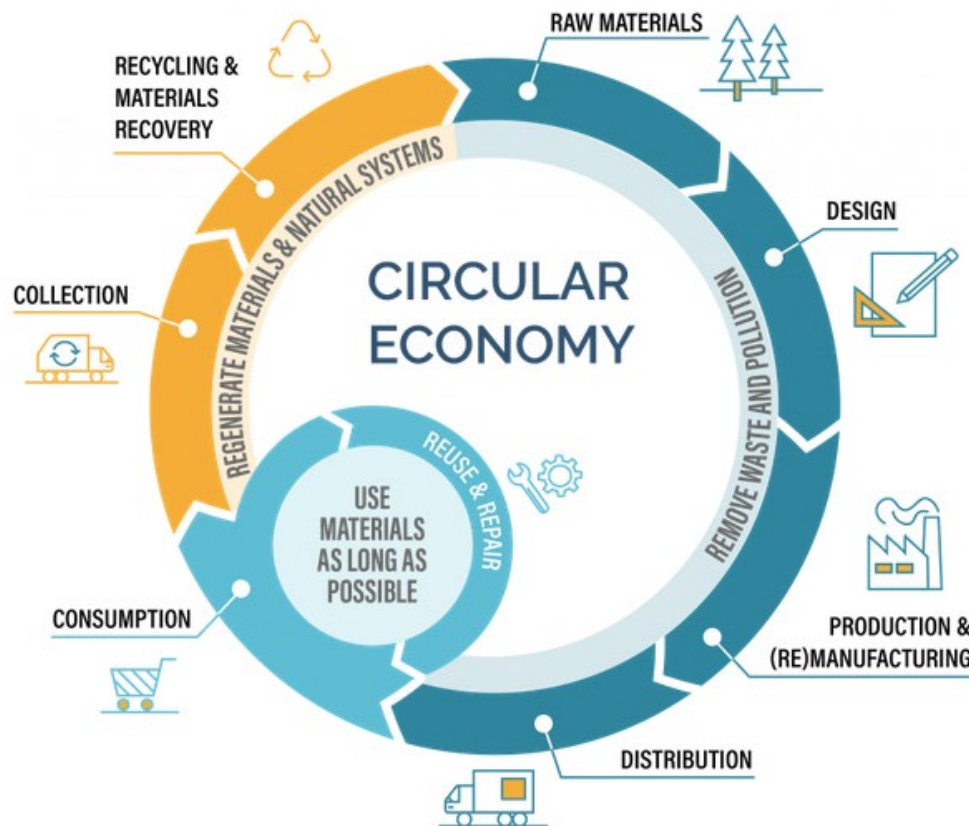 RAW MATERIALS
RECYCLING &
MATERIALS
RECOVERY
DESIGN
COLLECTION
CIRCULAR
ECONOMY
REGENERATE MATERIALS & NATURAL SYSTEMS
REMOVE WASTE AND POLLUTION
REUSE & REPAIR
USE
MATERIALS
AS LONG AS
POSSIBLE
CONSUMPTION
PRODUCTION &
(RE)MANUFACTURING
DISTRIBUTION